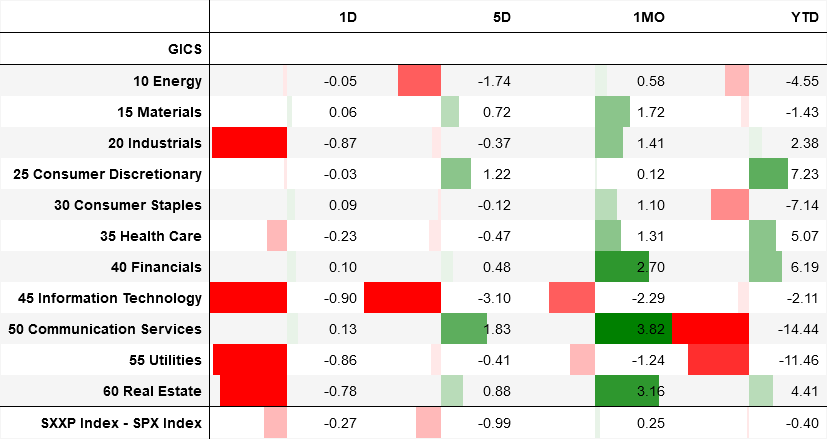 1D 5D 1MO YTD
GICS
10 Energy -0.05 -1.74 0.58 -4.55
15 Materials 0.06 0.72 1.72 -1.43
20 Industrials -0.87 -0.37 1.41 2.38
25 Consumer Discretionary -0.03 1.22 0.12 7.23
30 Consumer Staples 0.09 -0.12 1.10 -7.14
35 Health Care -0.23 -0.47 1.31 5.07
40 Financials 0.10 0.48 2.70 6.19
45 Information Technology -0.90 -3.10 -2.29 -2.11
50 Communication Services 0.13 1.83 3.82 -14.44
55 Utilities -0.86 -0.41 -1.24 -11.46
60 Real Estate -0.78 0.88 3.16 4.41
SXXP Index - SPX Index -0.27 -0.99 0.25 -0.40